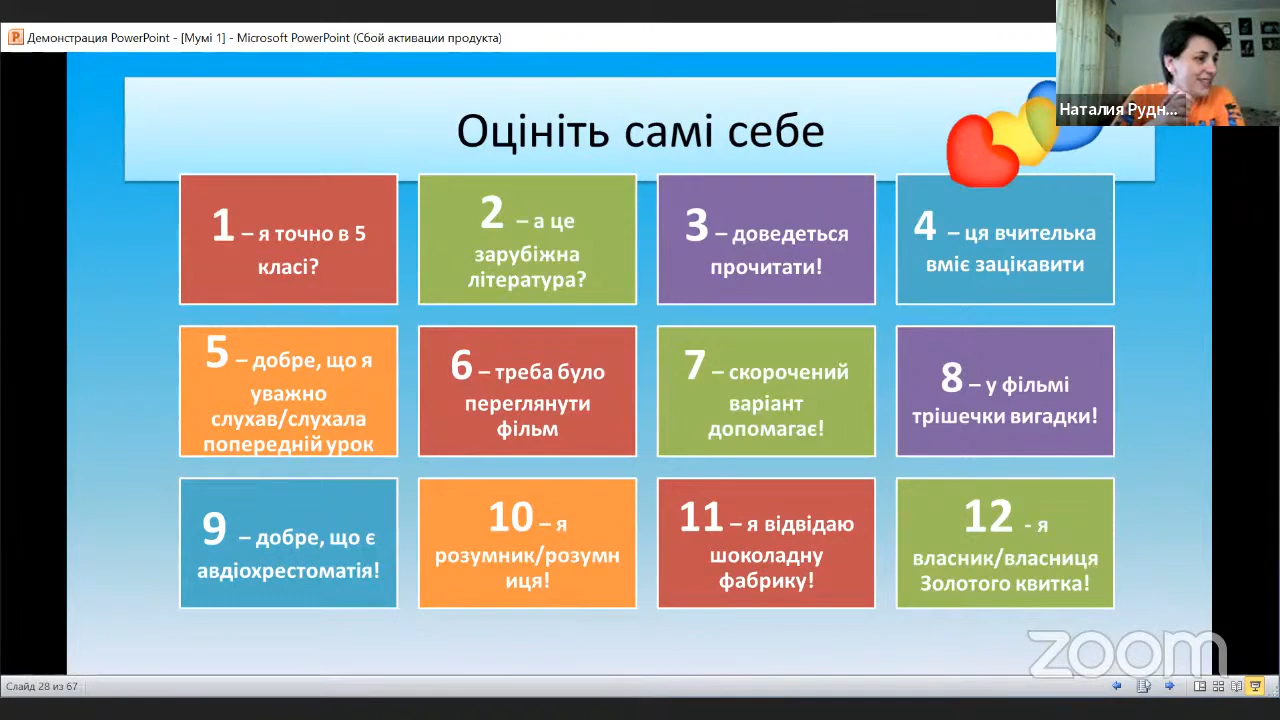 Демонстрация PowerPoint - [Мумі 1] - Microsoft PowerPoint (Сбой активации продукта)
Наталия Рудн...
Оцініть самі себе
1 – я точно в 5
класі?
2 – а це
зарубіжна
література?
3 – доведеться
прочитати!
4 – ця вчителька
вміє зацікавити
5 – добре, що я
уважно
слухав/слухала
попередній урок
6 – треба було
переглянути
фільм
7 – скорочений
варіант
допомагає!
8 – у фільмі
трішечки вигадки!
9 – добре, що є
авдіохрестоматія!
10 – я
розумник/розумн
иця!
11 – я відвідаю
шоколадну
фабрику!
12 - я
власник/власниця
Золотого квитка!
zoom
Слайд 28 из 67